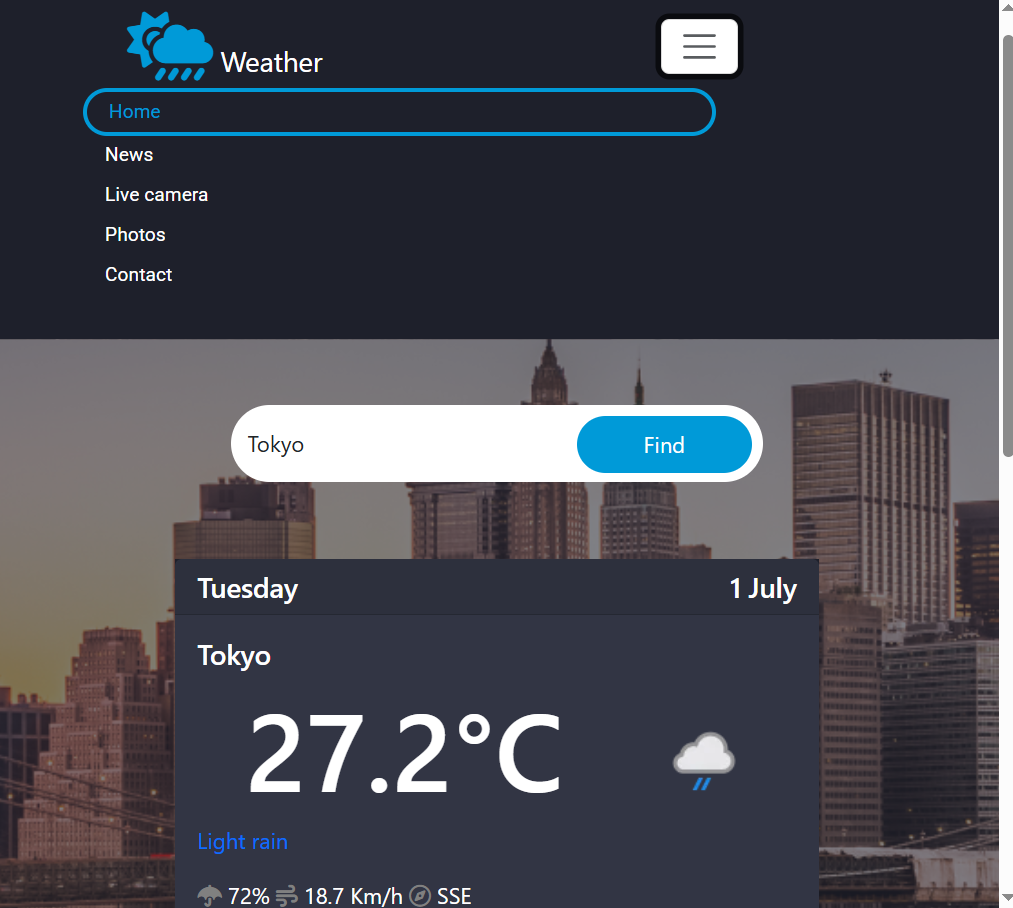 Weather
Home
News
Live camera
Photos
Contact
Tokyo Find
Tuesday 1 July
Tokyo
27.2°C
Light rain
72% 18.7 Km/h SSE